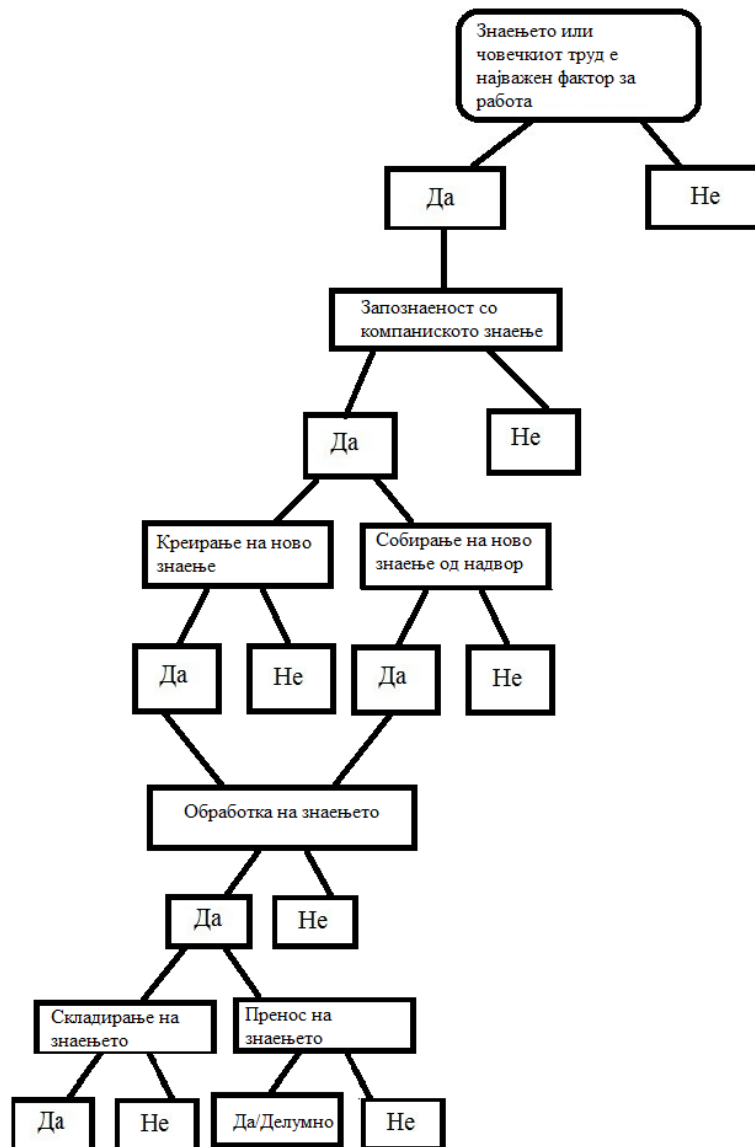 Знаењето или
човечкиот труд е
најважен фактор за
работа
Да
Не
Запознаеност со
компаниското знаење
Да
Не
Креирање на ново
знаење
Собирање на ново
знаење од надвор
Да
Не
Да
Не
Обработка на знаењето
Да
Не
Складирање на
знаењето
Пренос на
знаењето
Да
Не
Да/Делумно
Не